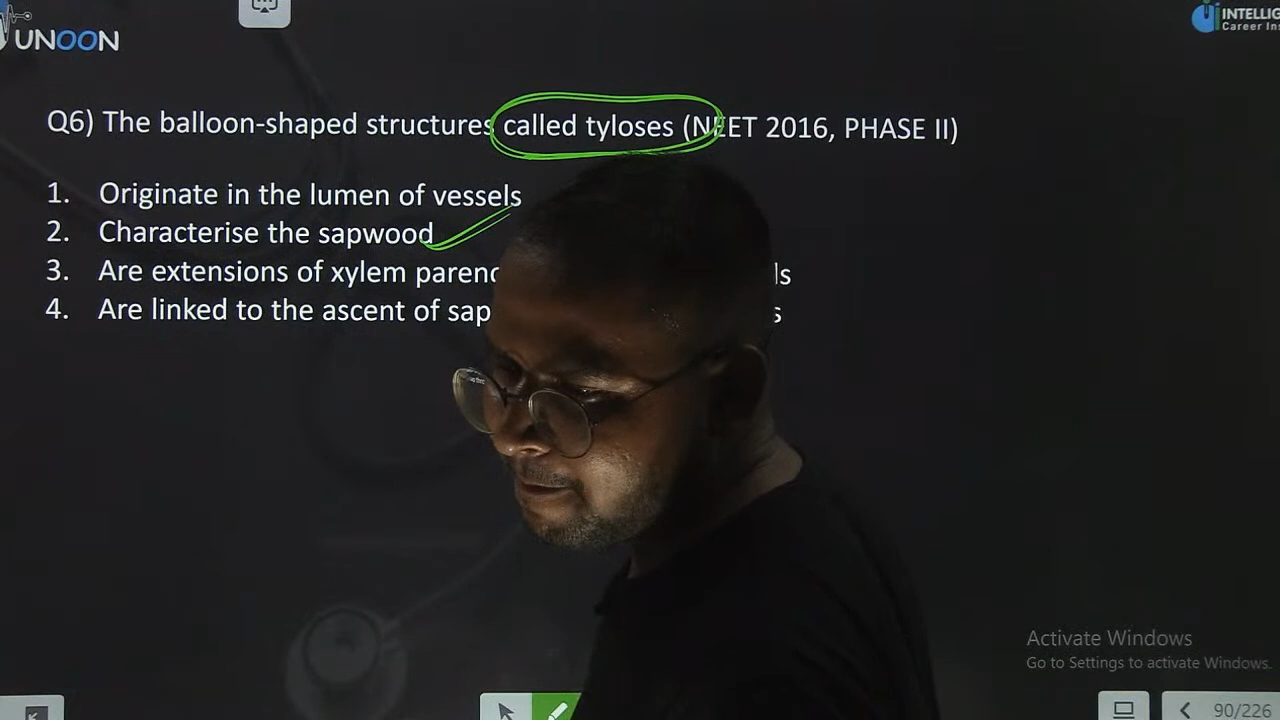 UNOON
INTELLIG
Career Ins
Q6) The balloon-shaped structures called tyloses (NEET 2016, PHASE II)
1. Originate in the lumen of vessels
2. Characterise the sapwood
3. Are extensions of xylem parenc ls
4. Are linked to the ascent of sap s
Activate Windows
Go to Settings to activate Windows.
90/226